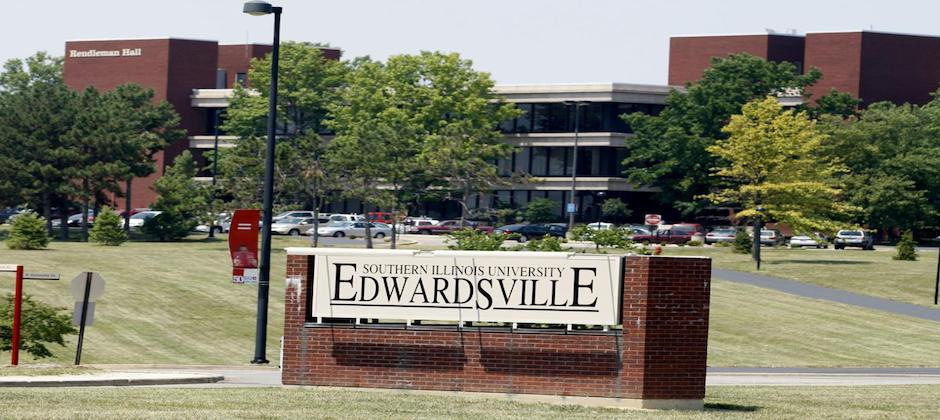 Rendleman Hall
SOUTHERN ILLINOIS UNIVERSITY
EDWARDSVILLE